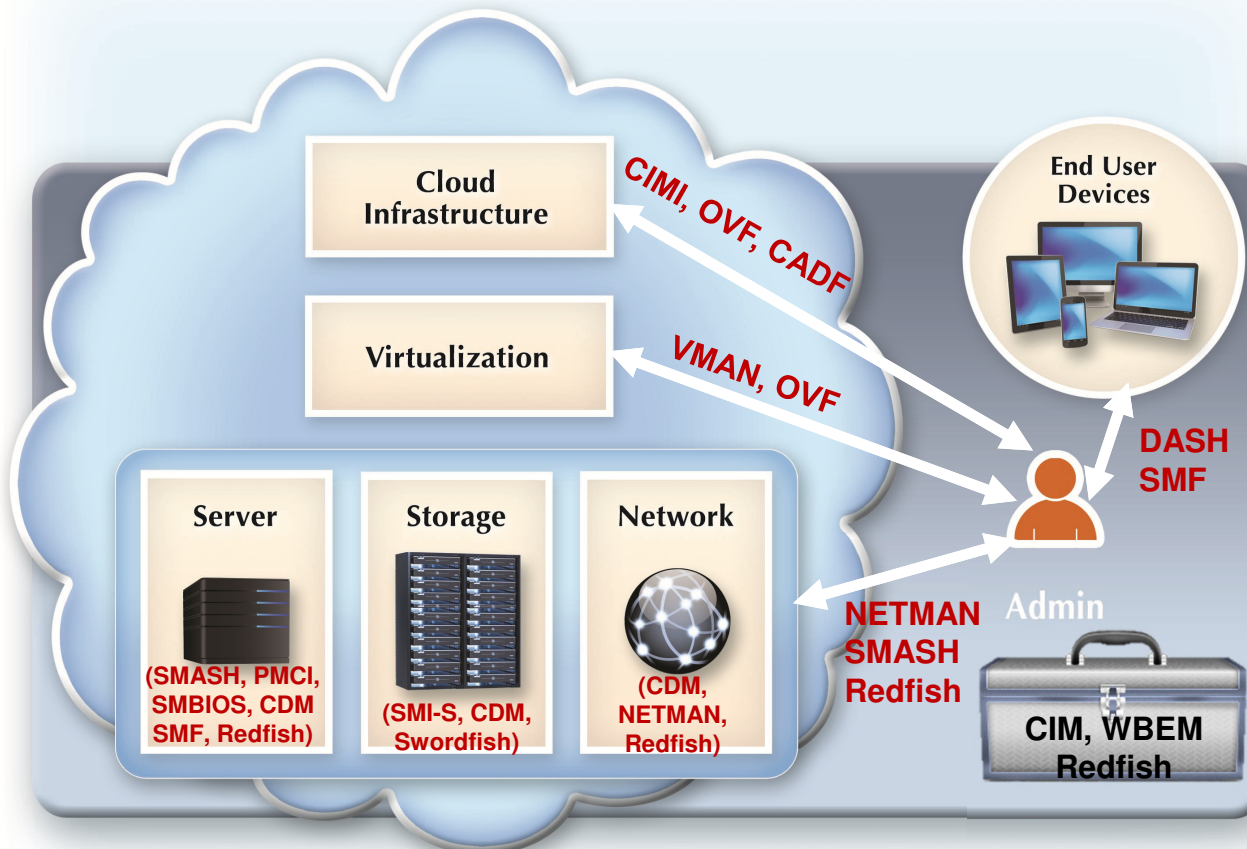 Cloud
Infrastructure
CIMI, OVF, CADF
End User
Devices
Virtualization
VMAN, OVF
DASH
SMF
Server
(SMASH, PMCI,
SMBIOS, CDM
SMF, Redfish)
Storage
(SMI-S, CDM,
Swordfish)
Network
(CDM,
NETMAN,
Redfish)
NETMAN
SMASH
Redfish
Admin
CIM, WBEM
Redfish